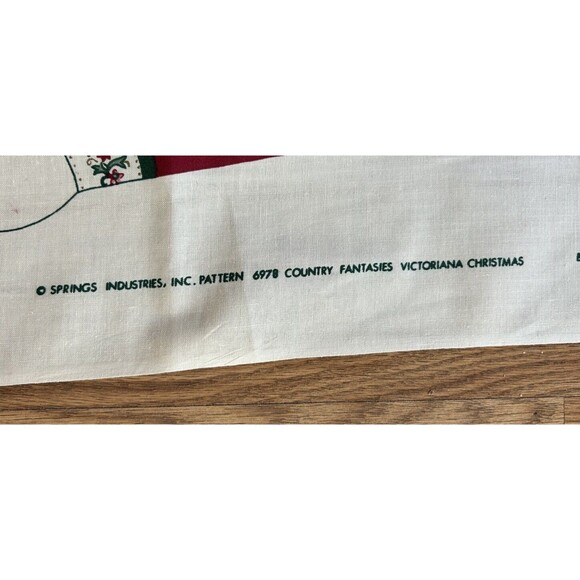 © SPRINGS INDUSTRIES, INC. PATTERN 6978 COUNTRY FANTASIES VICTORIANA CHRISTMAS